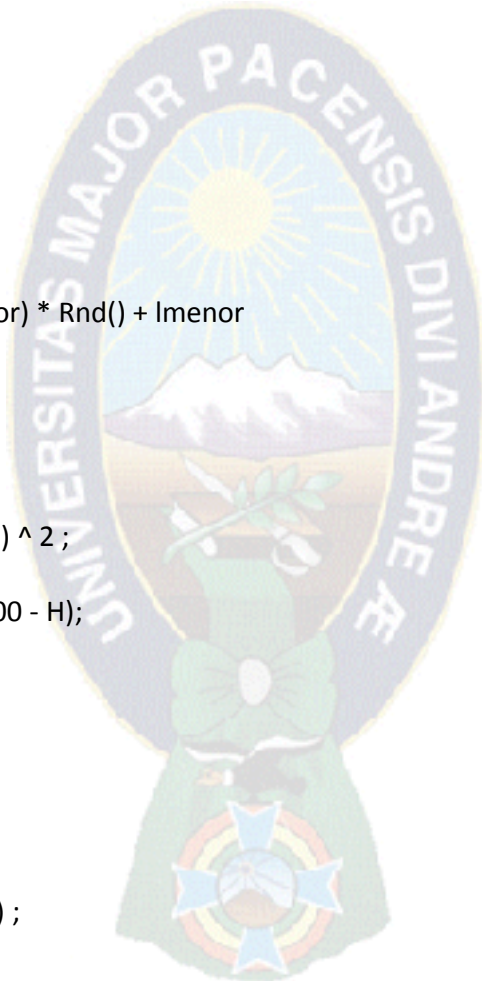 UNIVERSITAS MAJOR PACENSIS DIVI ANDRE Æ
or) * Rnd() + lmenor
) ^ 2 ;
00 - H);
) ;